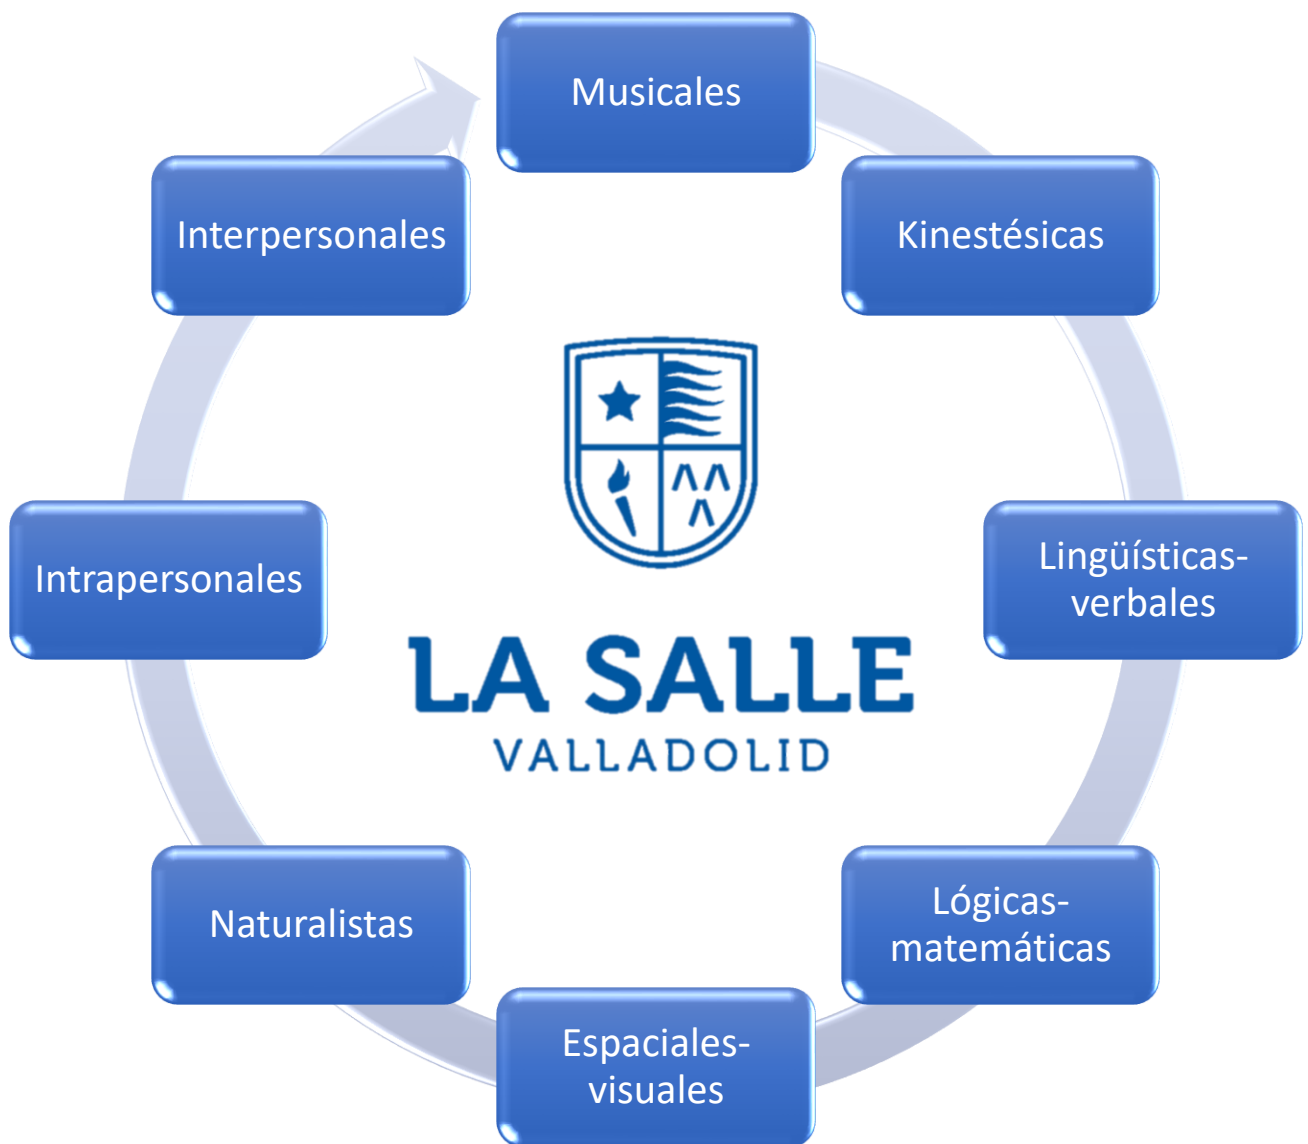 Musicales
Kinestésicas
Lingüísticas-
verbales
Lógicas-
matemáticas
Espaciales-
visuales
Naturalistas
Intrapersonales
Interpersonales
LA SALLE
VALLADOLID